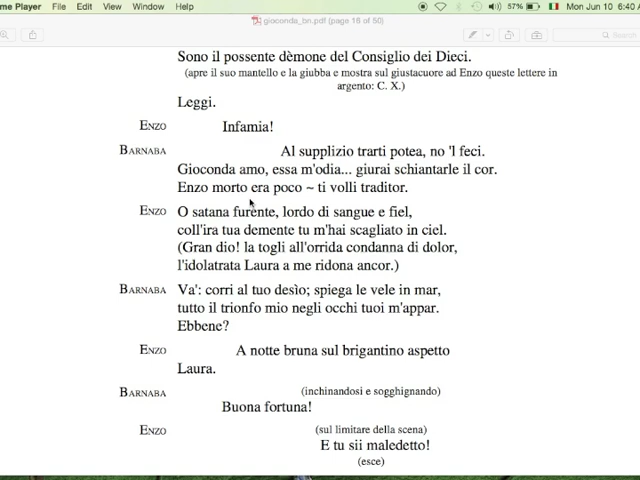 me Player File Edit View Window Help 57% Mon Jun 10 6:40 A
gioconda_bn.pdf (page 16 of 50)
Search
Sono il possente dèmone del Consiglio dei Dieci.
(apre il suo mantello e la giubba e mostra sul giustacuore ad Enzo queste lettere in
argento: C. X.)
Leggi.
ENZO Infamia!
BARNABA Al supplizio trarti potea, no 'l feci.
Gioconda amo, essa m'odia... giurai schiantarle il cor.
Enzo morto era poco ~ ti volli traditor.
ENZO O satana furente, lordo di sangue e fiel,
coll'ira tua demente tu m'hai scagliato in ciel.
(Gran dio! la togli all'orrida condanna di dolor,
l'idolatrata Laura a me ridona ancor.)
BARNABA Va': corri al tuo desìo; spiega le vele in mar,
tutto il trionfo mio negli occhi tuoi m'appar.
Ebbene?
ENZO A notte bruna sul brigantino aspetto
Laura.
BARNABA (inchinandosi e sogghignando)
Buona fortuna!
ENZO (sul limitare della scena)
E tu sii maledetto!
(esce)